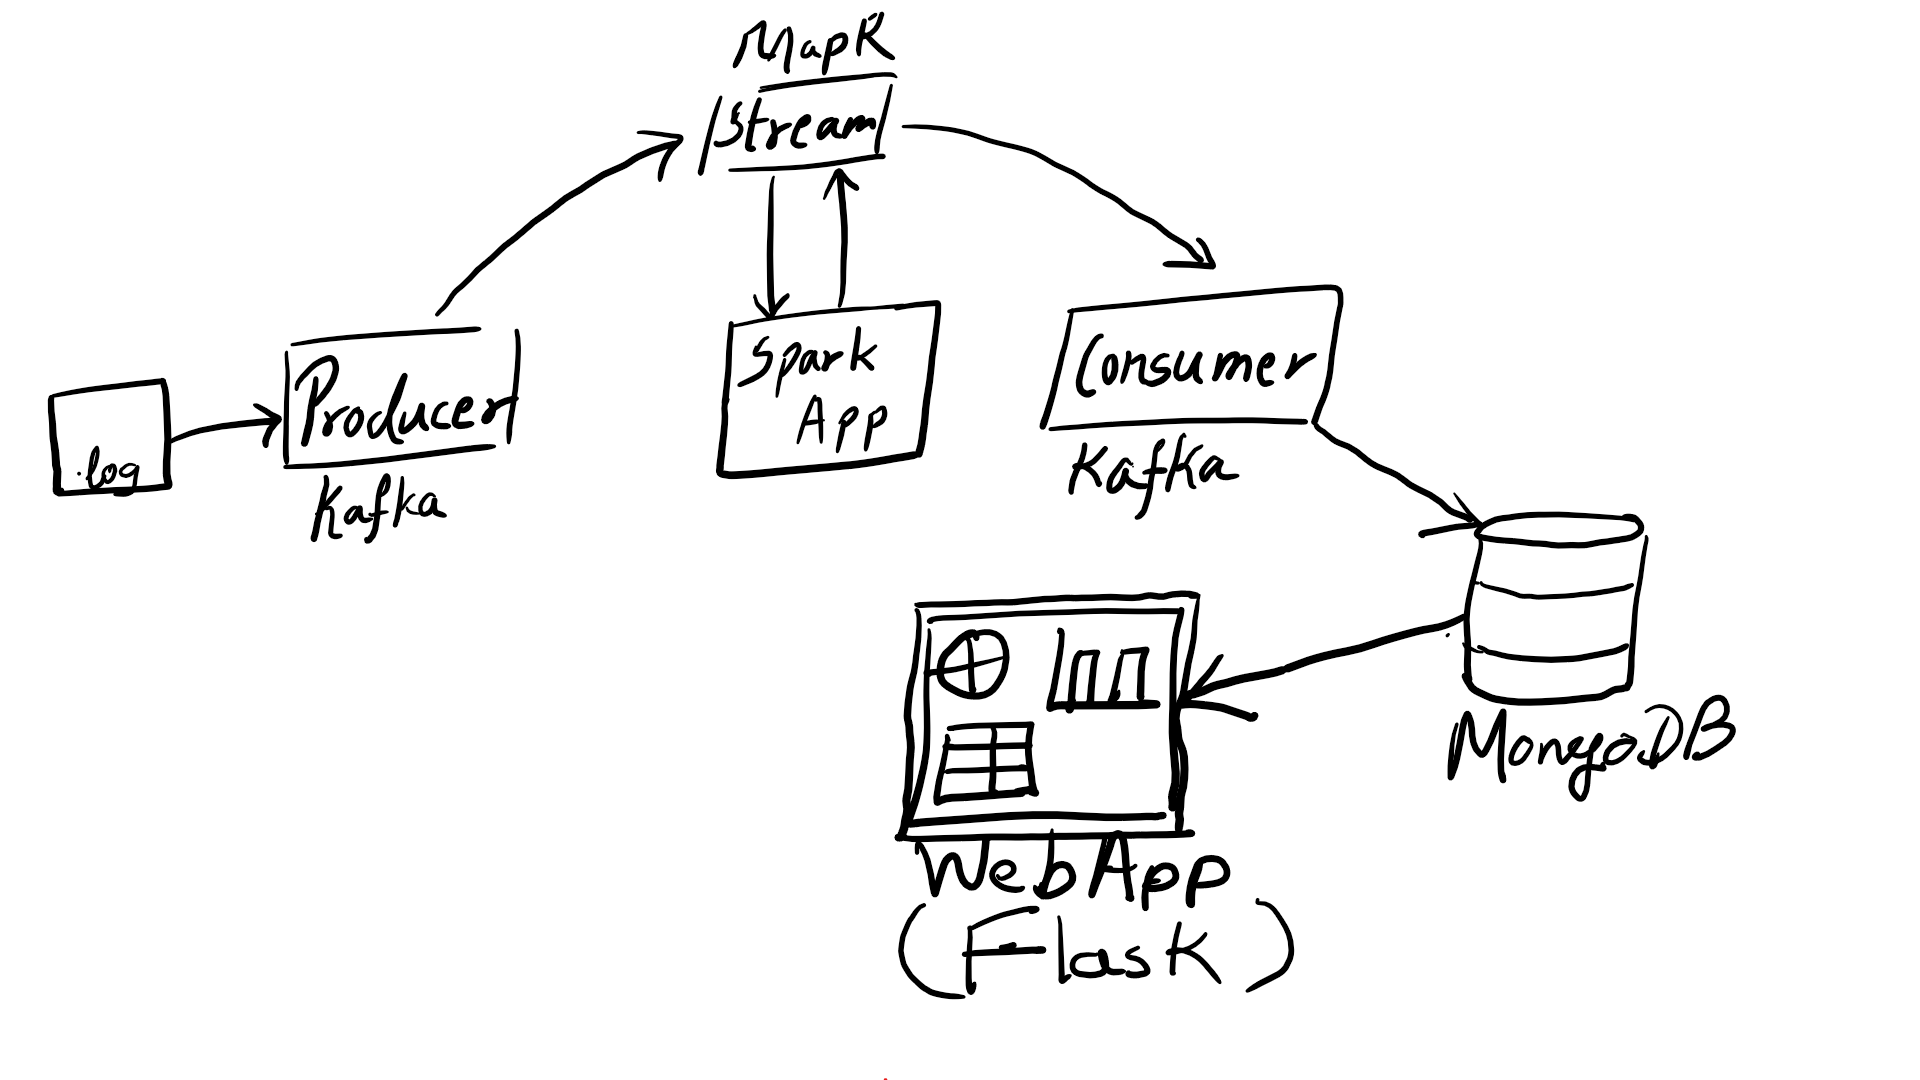 MapR
Stream
Producer
Kafka
.log
Spark
App
Consumer
Kafka
MongoDB
WebApp
(Flask)